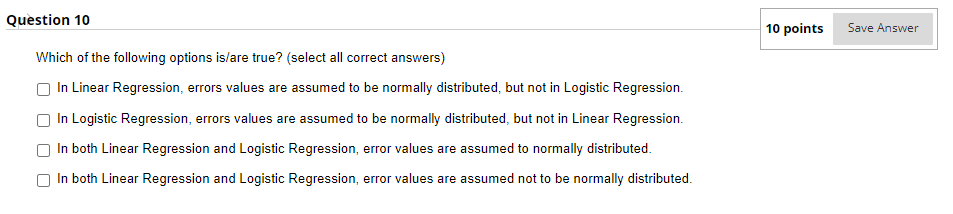 Question 10
10 points
Save Answer
Which of the following options is/are true? (select all correct answers)
In Linear Regression, errors values are assumed to be normally distributed, but not in Logistic Regression.
In Logistic Regression, errors values are assumed to be normally distributed, but not in Linear Regression.
In both Linear Regression and Logistic Regression, error values are assumed to normally distributed.
In both Linear Regression and Logistic Regression, error values are assumed not to be normally distributed.